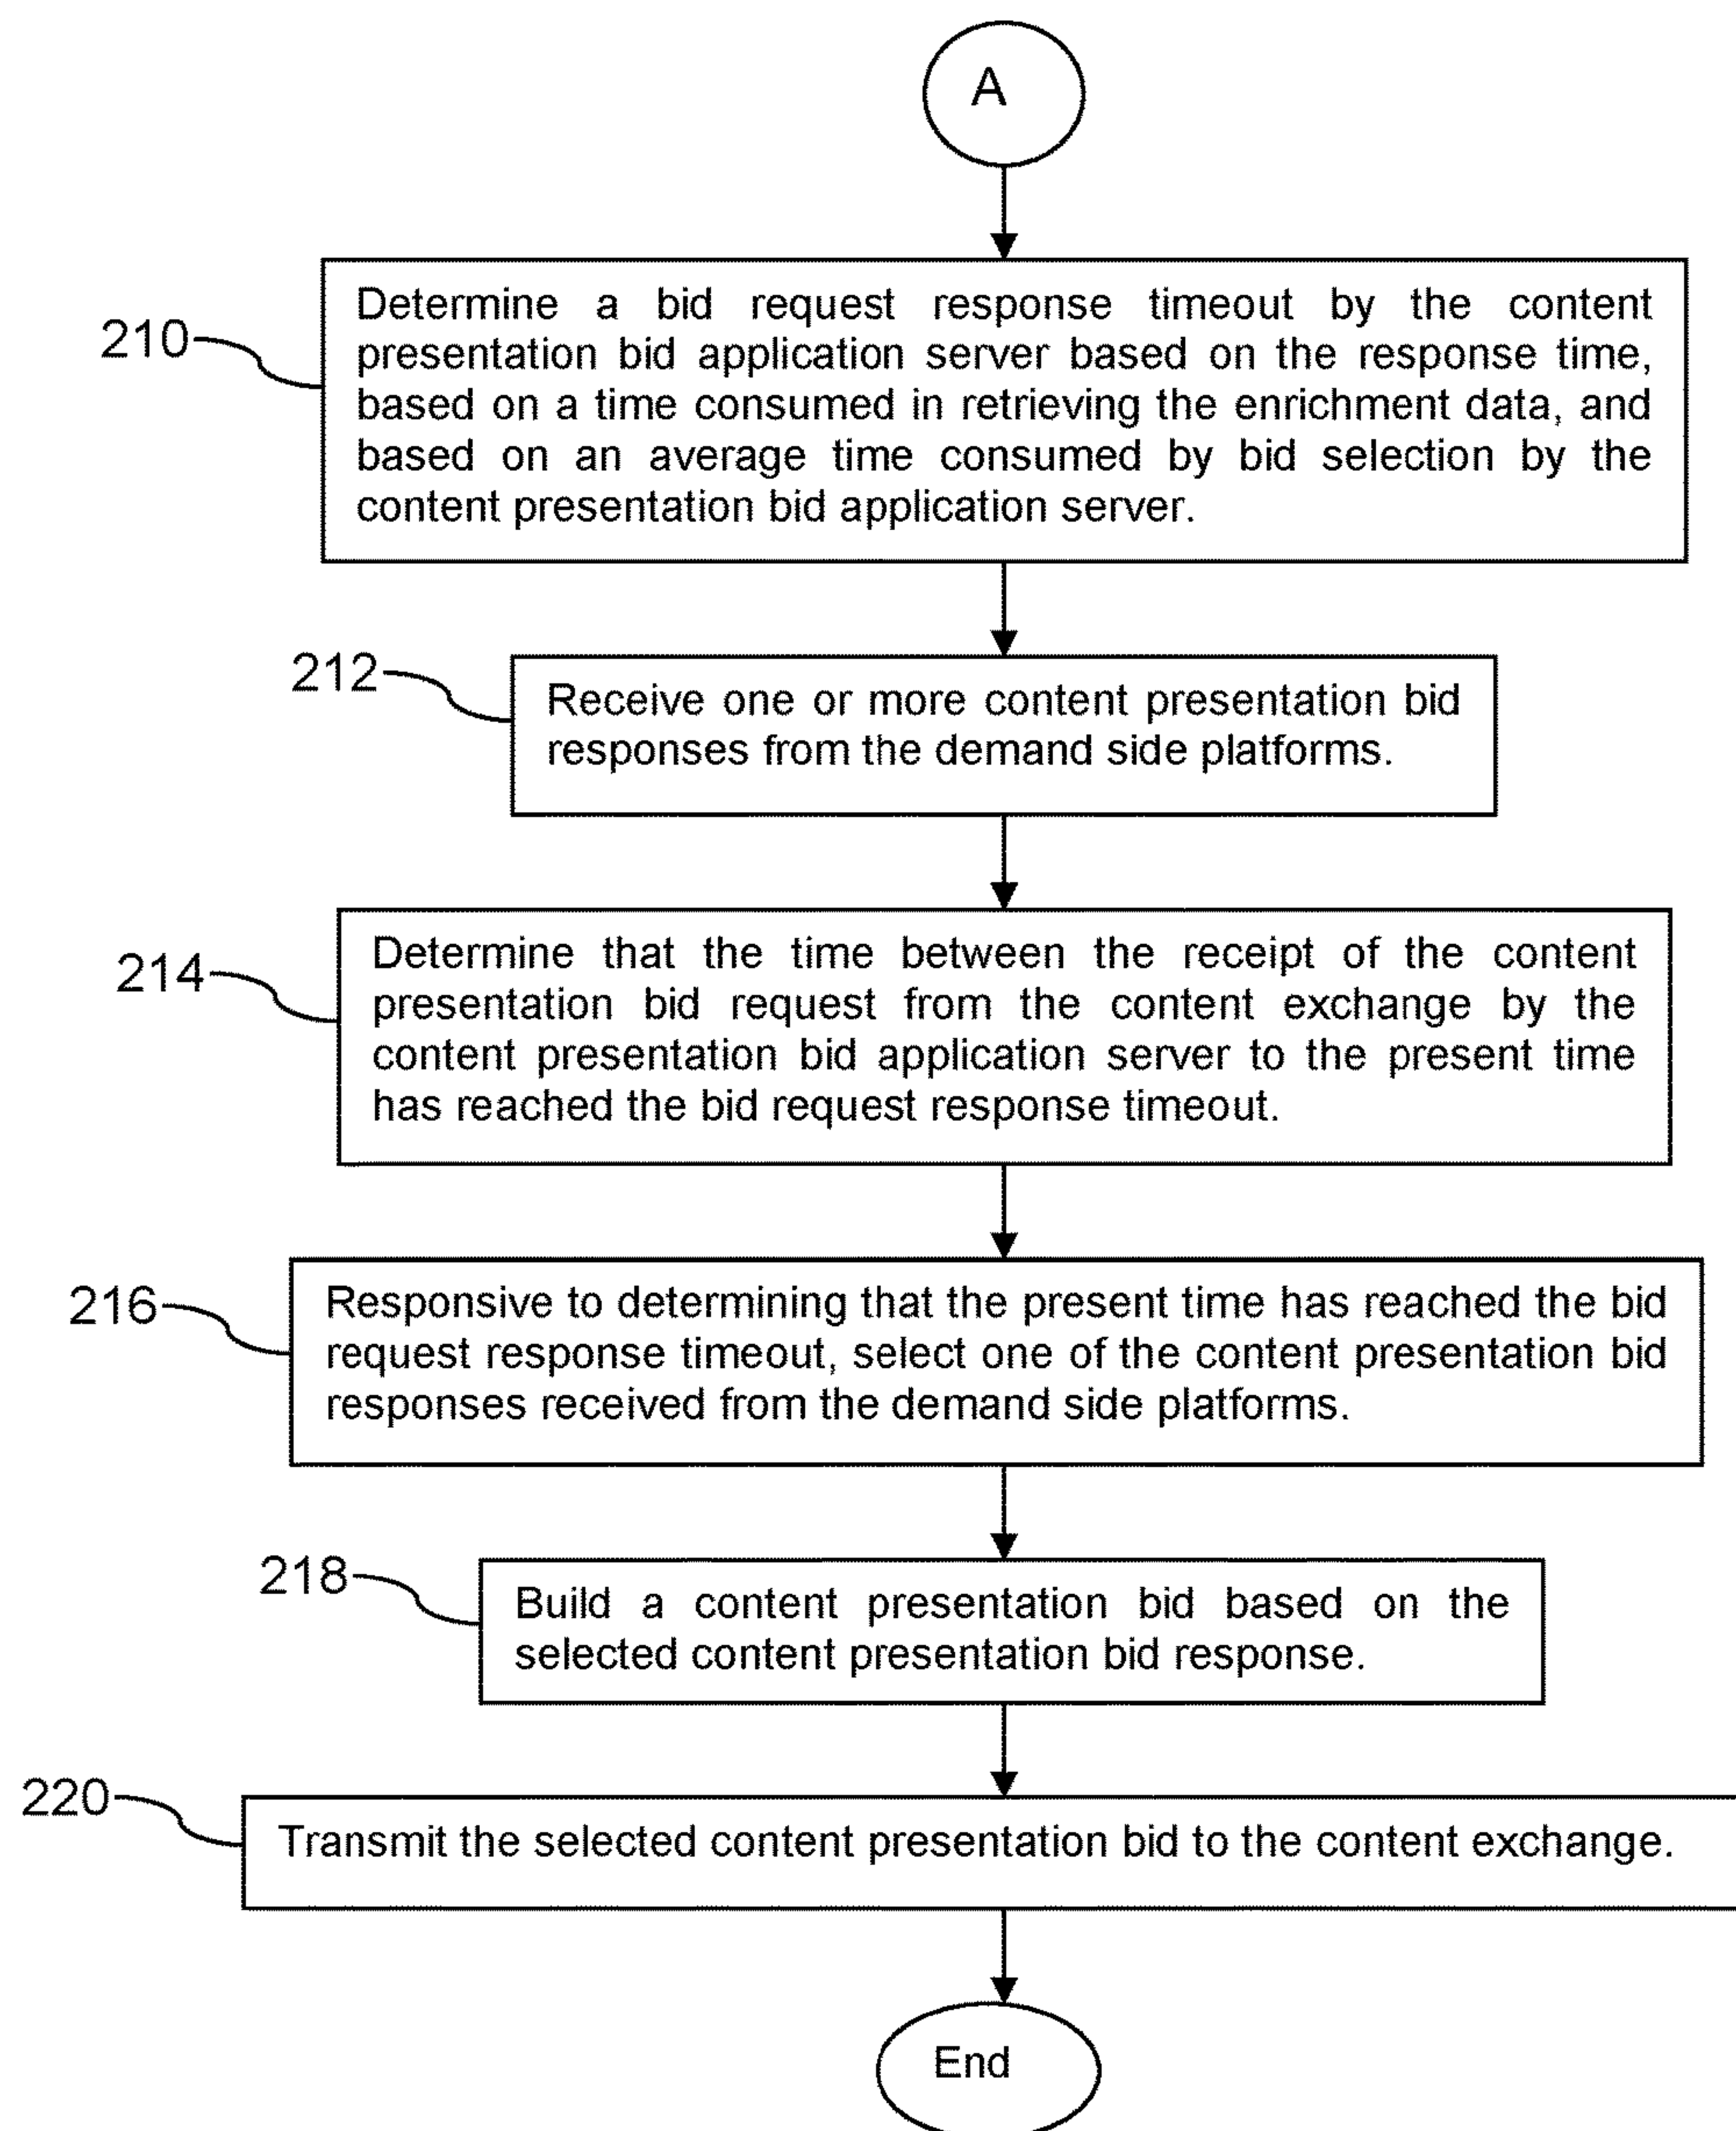 A
210
Determine a bid request response timeout by the content
presentation bid application server based on the response time,
based on a time consumed in retrieving the enrichment data, and
based on an average time consumed by bid selection by the
content presentation bid application server.
212
Receive one or more content presentation bid
responses from the demand side platforms.
214
Determine that the time between the receipt of the content
presentation bid request from the content exchange by the
content presentation bid application server to the present time
has reached the bid request response timeout.
216
Responsive to determining that the present time has reached the bid
request response timeout, select one of the content presentation bid
responses received from the demand side platforms.
218
Build a content presentation bid based on the
selected content presentation bid response.
220
Transmit the selected content presentation bid to the content exchange.
End